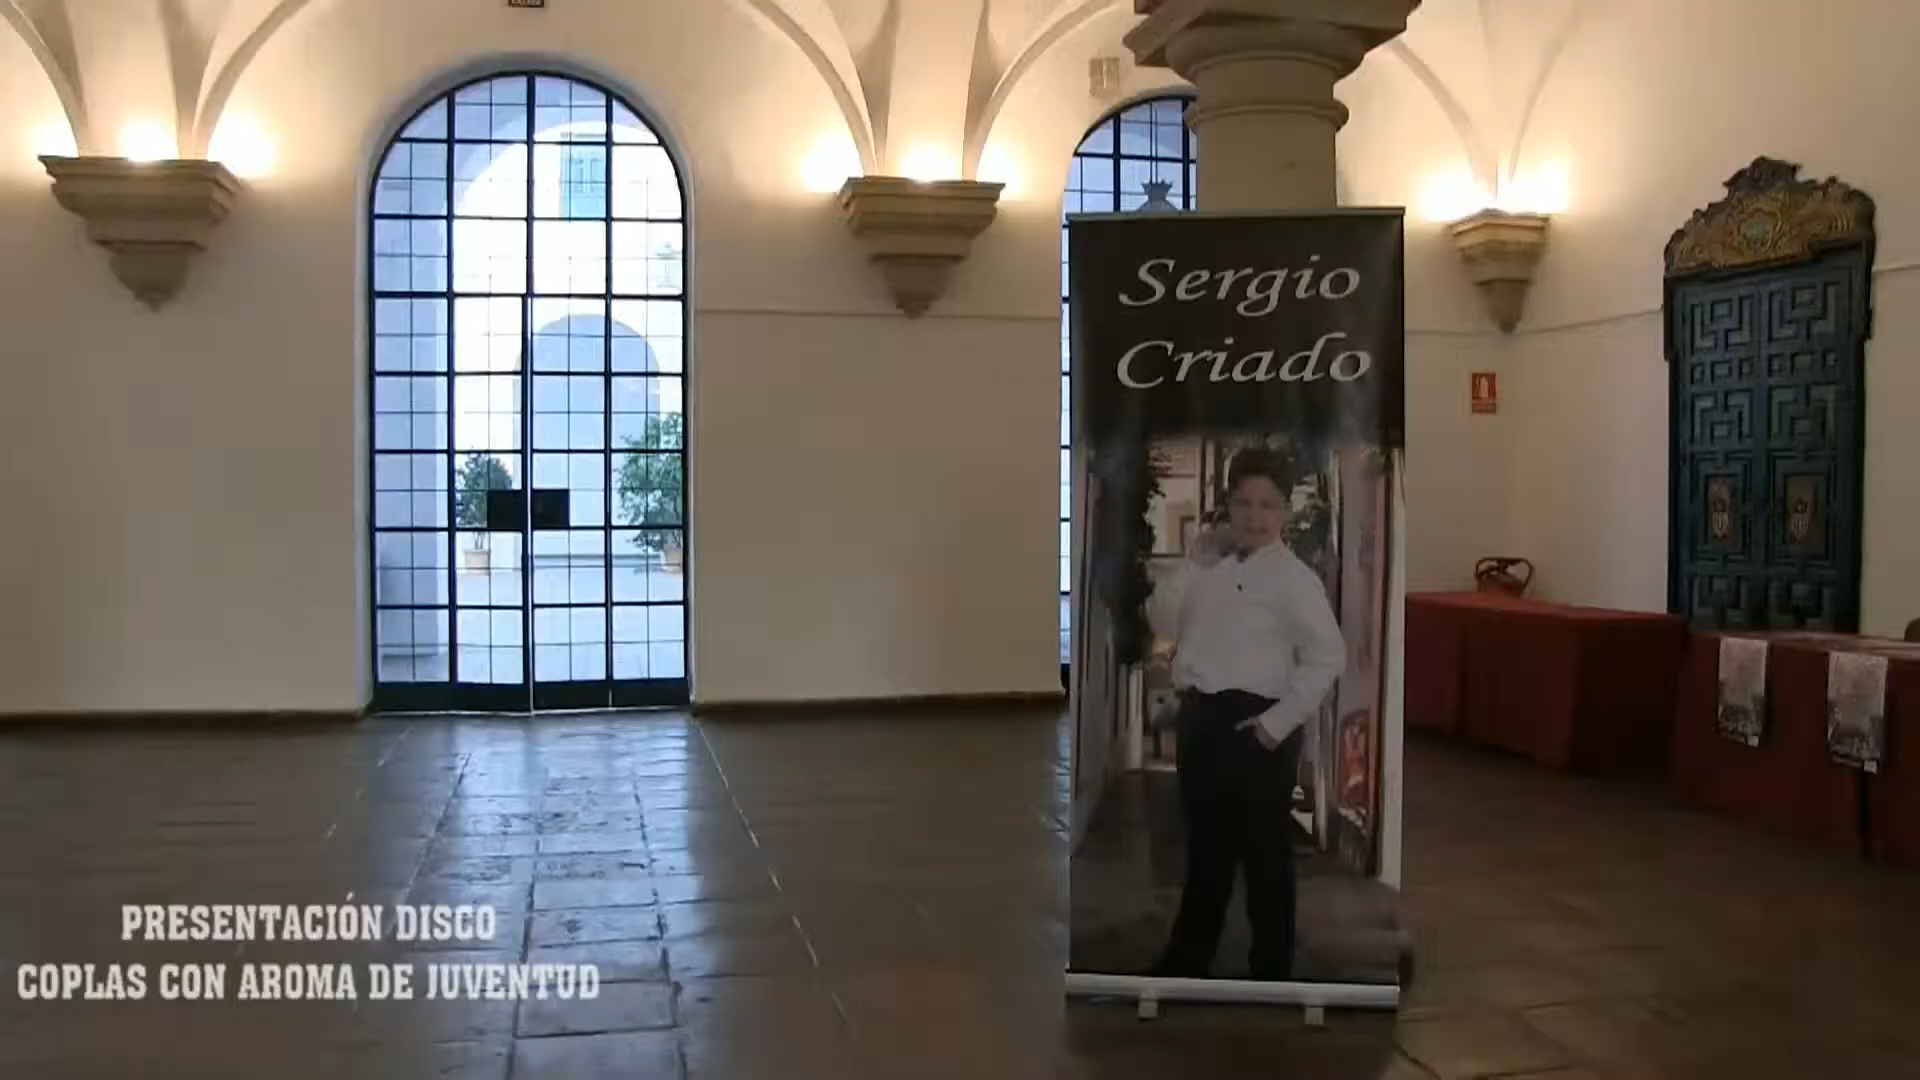 Sergio
Criado
PRESENTACIÓN DISCO
COPLAS CON AROMA DE JUVENTUD